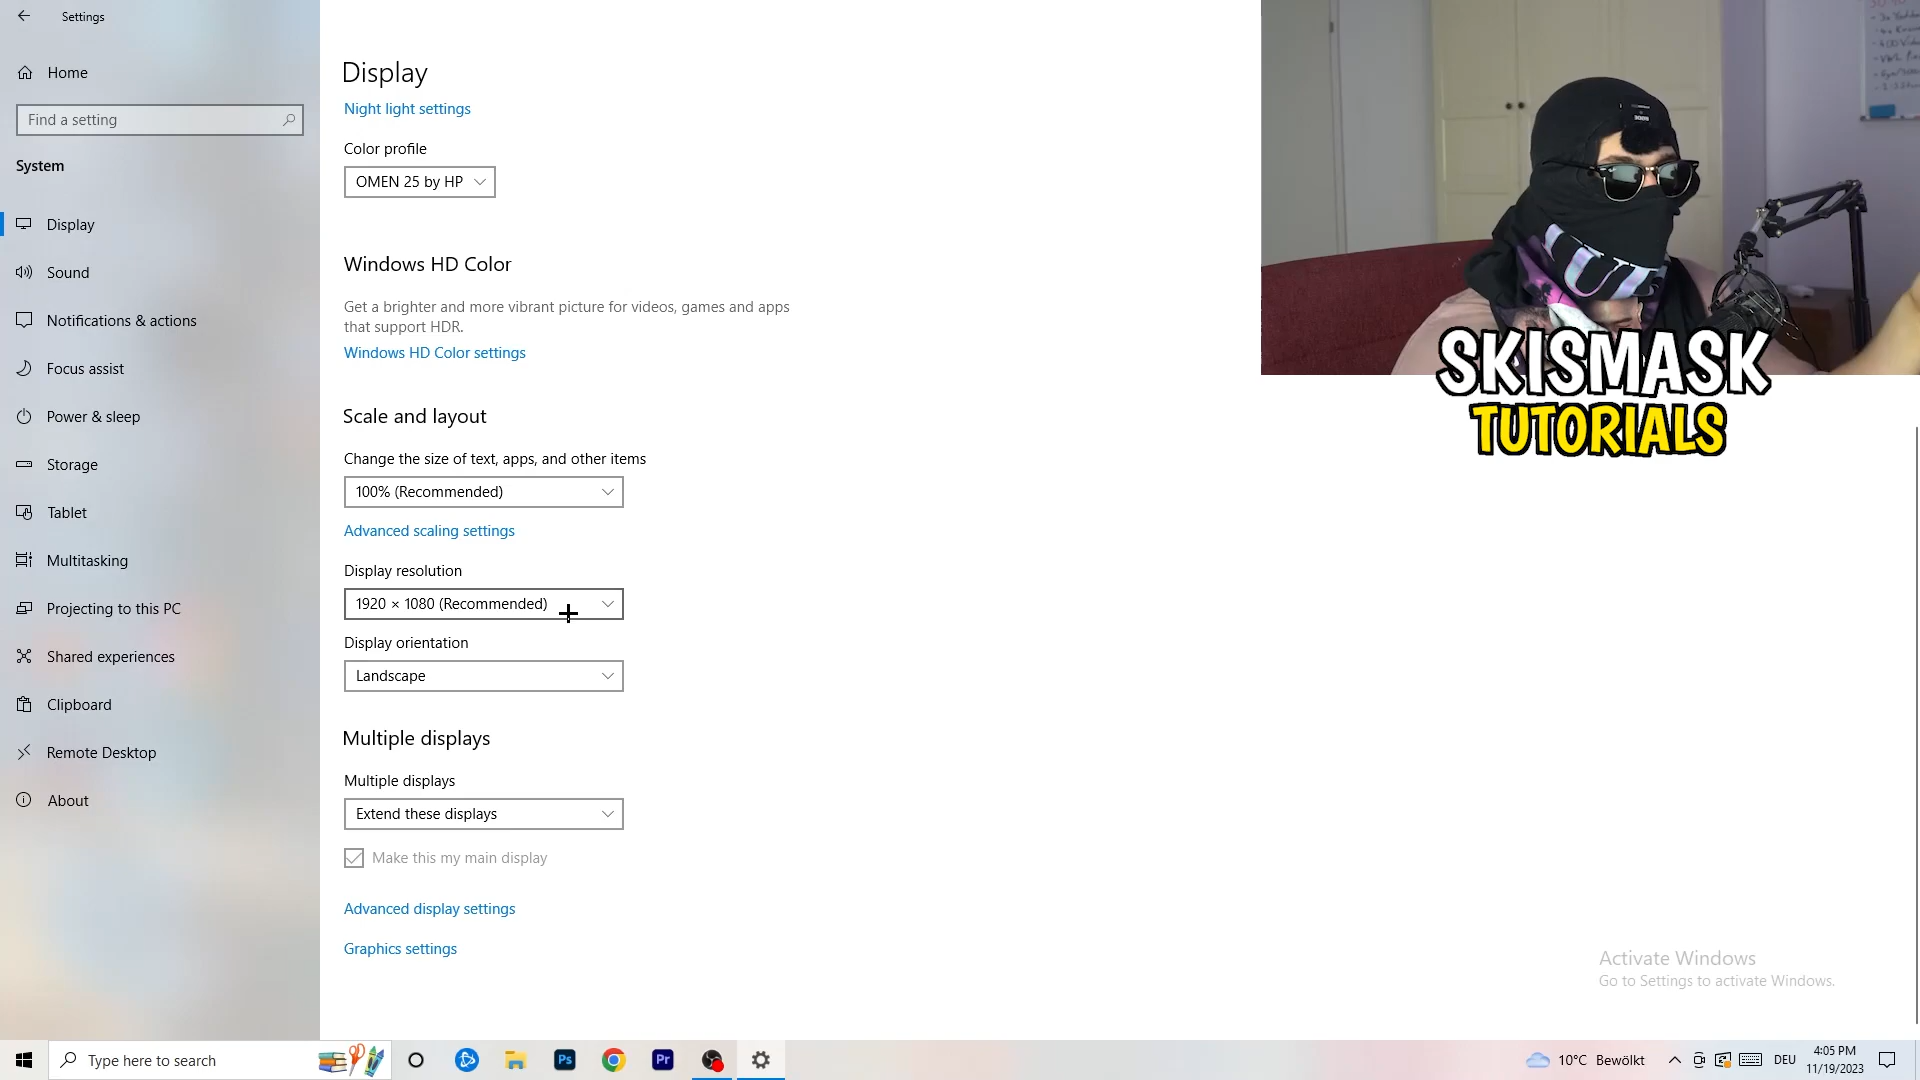 Settings
Home
Find a setting
System
Display
Sound
Notifications & actions
Focus assist
Power & sleep
Storage
Tablet
Multitasking
Projecting to this PC
Shared experiences
Clipboard
Remote Desktop
About
Display
Night light settings
Color profile
OMEN 25 by HP
Windows HD Color
Get a brighter and more vibrant picture for videos, games and apps
that support HDR.
Windows HD Color settings
Scale and layout
Change the size of text, apps, and other items
100% (Recommended)
Advanced scaling settings
Display resolution
1920 × 1080 (Recommended)
Display orientation
Landscape
Multiple displays
Multiple displays
Extend these displays
Make this my main display
Advanced display settings
Graphics settings
SKISMASK
TUTORIALS
Activate Windows
Go to Settings to activate Windows.
Type here to search
Ps
Pr
10°C Bewölkt
DEU
4:05 PM
11/19/2023